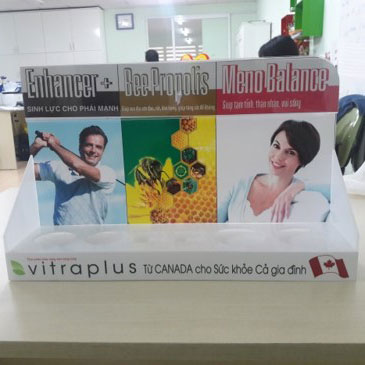 Enhancer+
SINH LỰC CHO PHÁI MẠNH
Bee Propolis
Meno Balance
vitraplus Từ CANADA cho Sức khỏe Cả gia đình